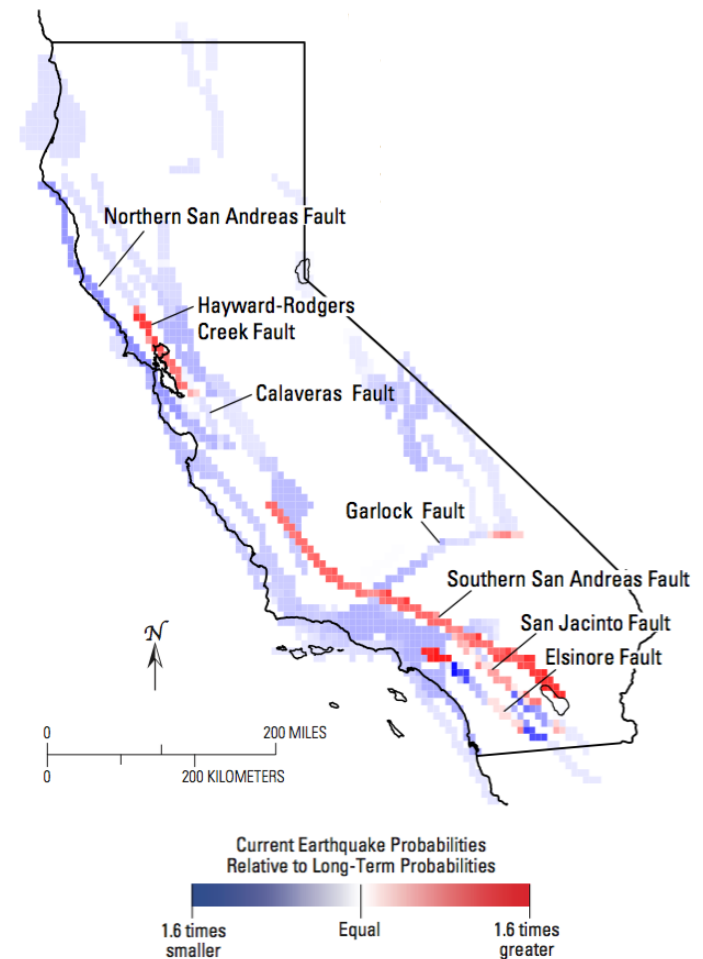 Northern San Andreas Fault
Hayward-Rodgers
Creek Fault
Calaveras Fault
Garlock Fault
Southern San Andreas Fault
San Jacinto Fault
Elsinore Fault
N
0 200 MILES
0 200 KILOMETERS
Current Earthquake Probabilities
Relative to Long-Term Probabilities
1.6 times
smaller
Equal
1.6 times
greater